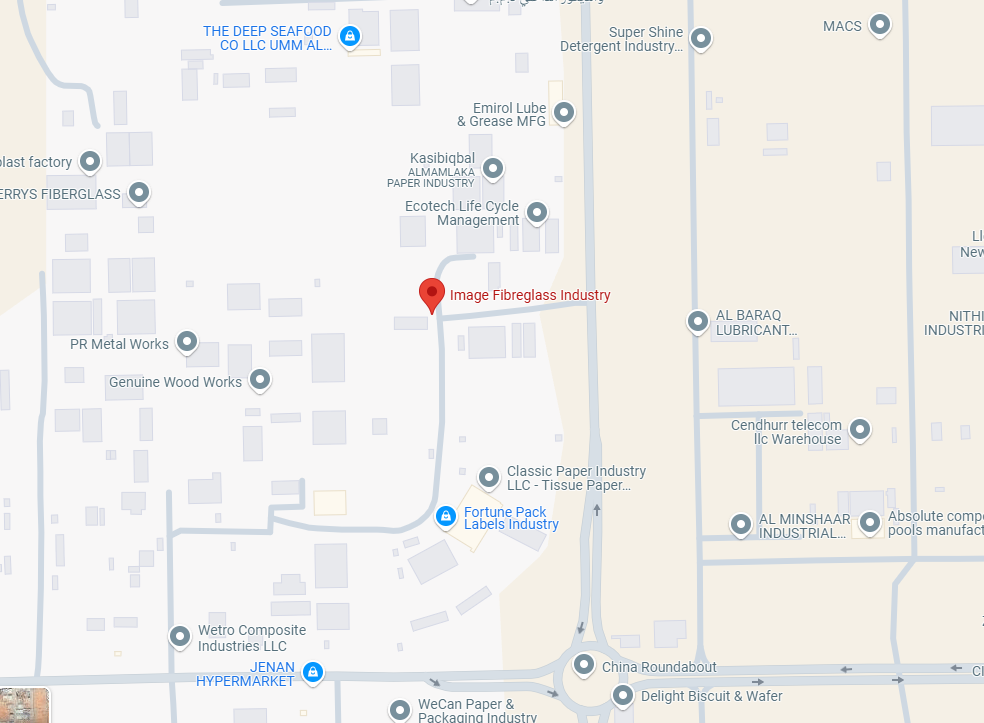 THE DEEP SEAFOOD
CO LLC UMM AL...
Super Shine
Detergent Industry...
MACS
Emirol Lube
& Grease MFG
Kasibiqbal
ALMAMLAKA
PAPER INDUSTRY
plast factory
ERRYS FIBERGLASS
Ecotech Life Cycle
Management
Image Fibreglass Industry
AL BARAQ
LUBRICANT...
NITHI
INDUSTRI
New
PR Metal Works
Genuine Wood Works
Cendhurr telecom
llc Warehouse
Classic Paper Industry
LLC - Tissue Paper...
Fortune Pack
Labels Industry
AL MINSHAAR
INDUSTRIAL...
Absolute compo
pools manufact
Wetro Composite
Industries LLC
JENAN
HYPERMARKET
China Roundabout
Delight Biscuit & Wafer
WeCan Paper &
Packaging Industry